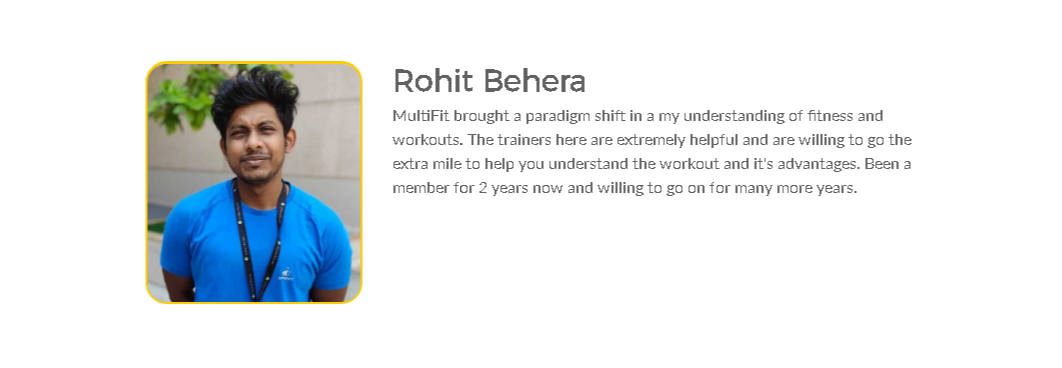 Rohit Behera
MultiFit brought a paradigm shift in a my understanding of fitness and
workouts. The trainers here are extremely helpful and are willing to go the
extra mile to help you understand the workout and it's advantages. Been a
member for 2 years now and willing to go on for many more years.